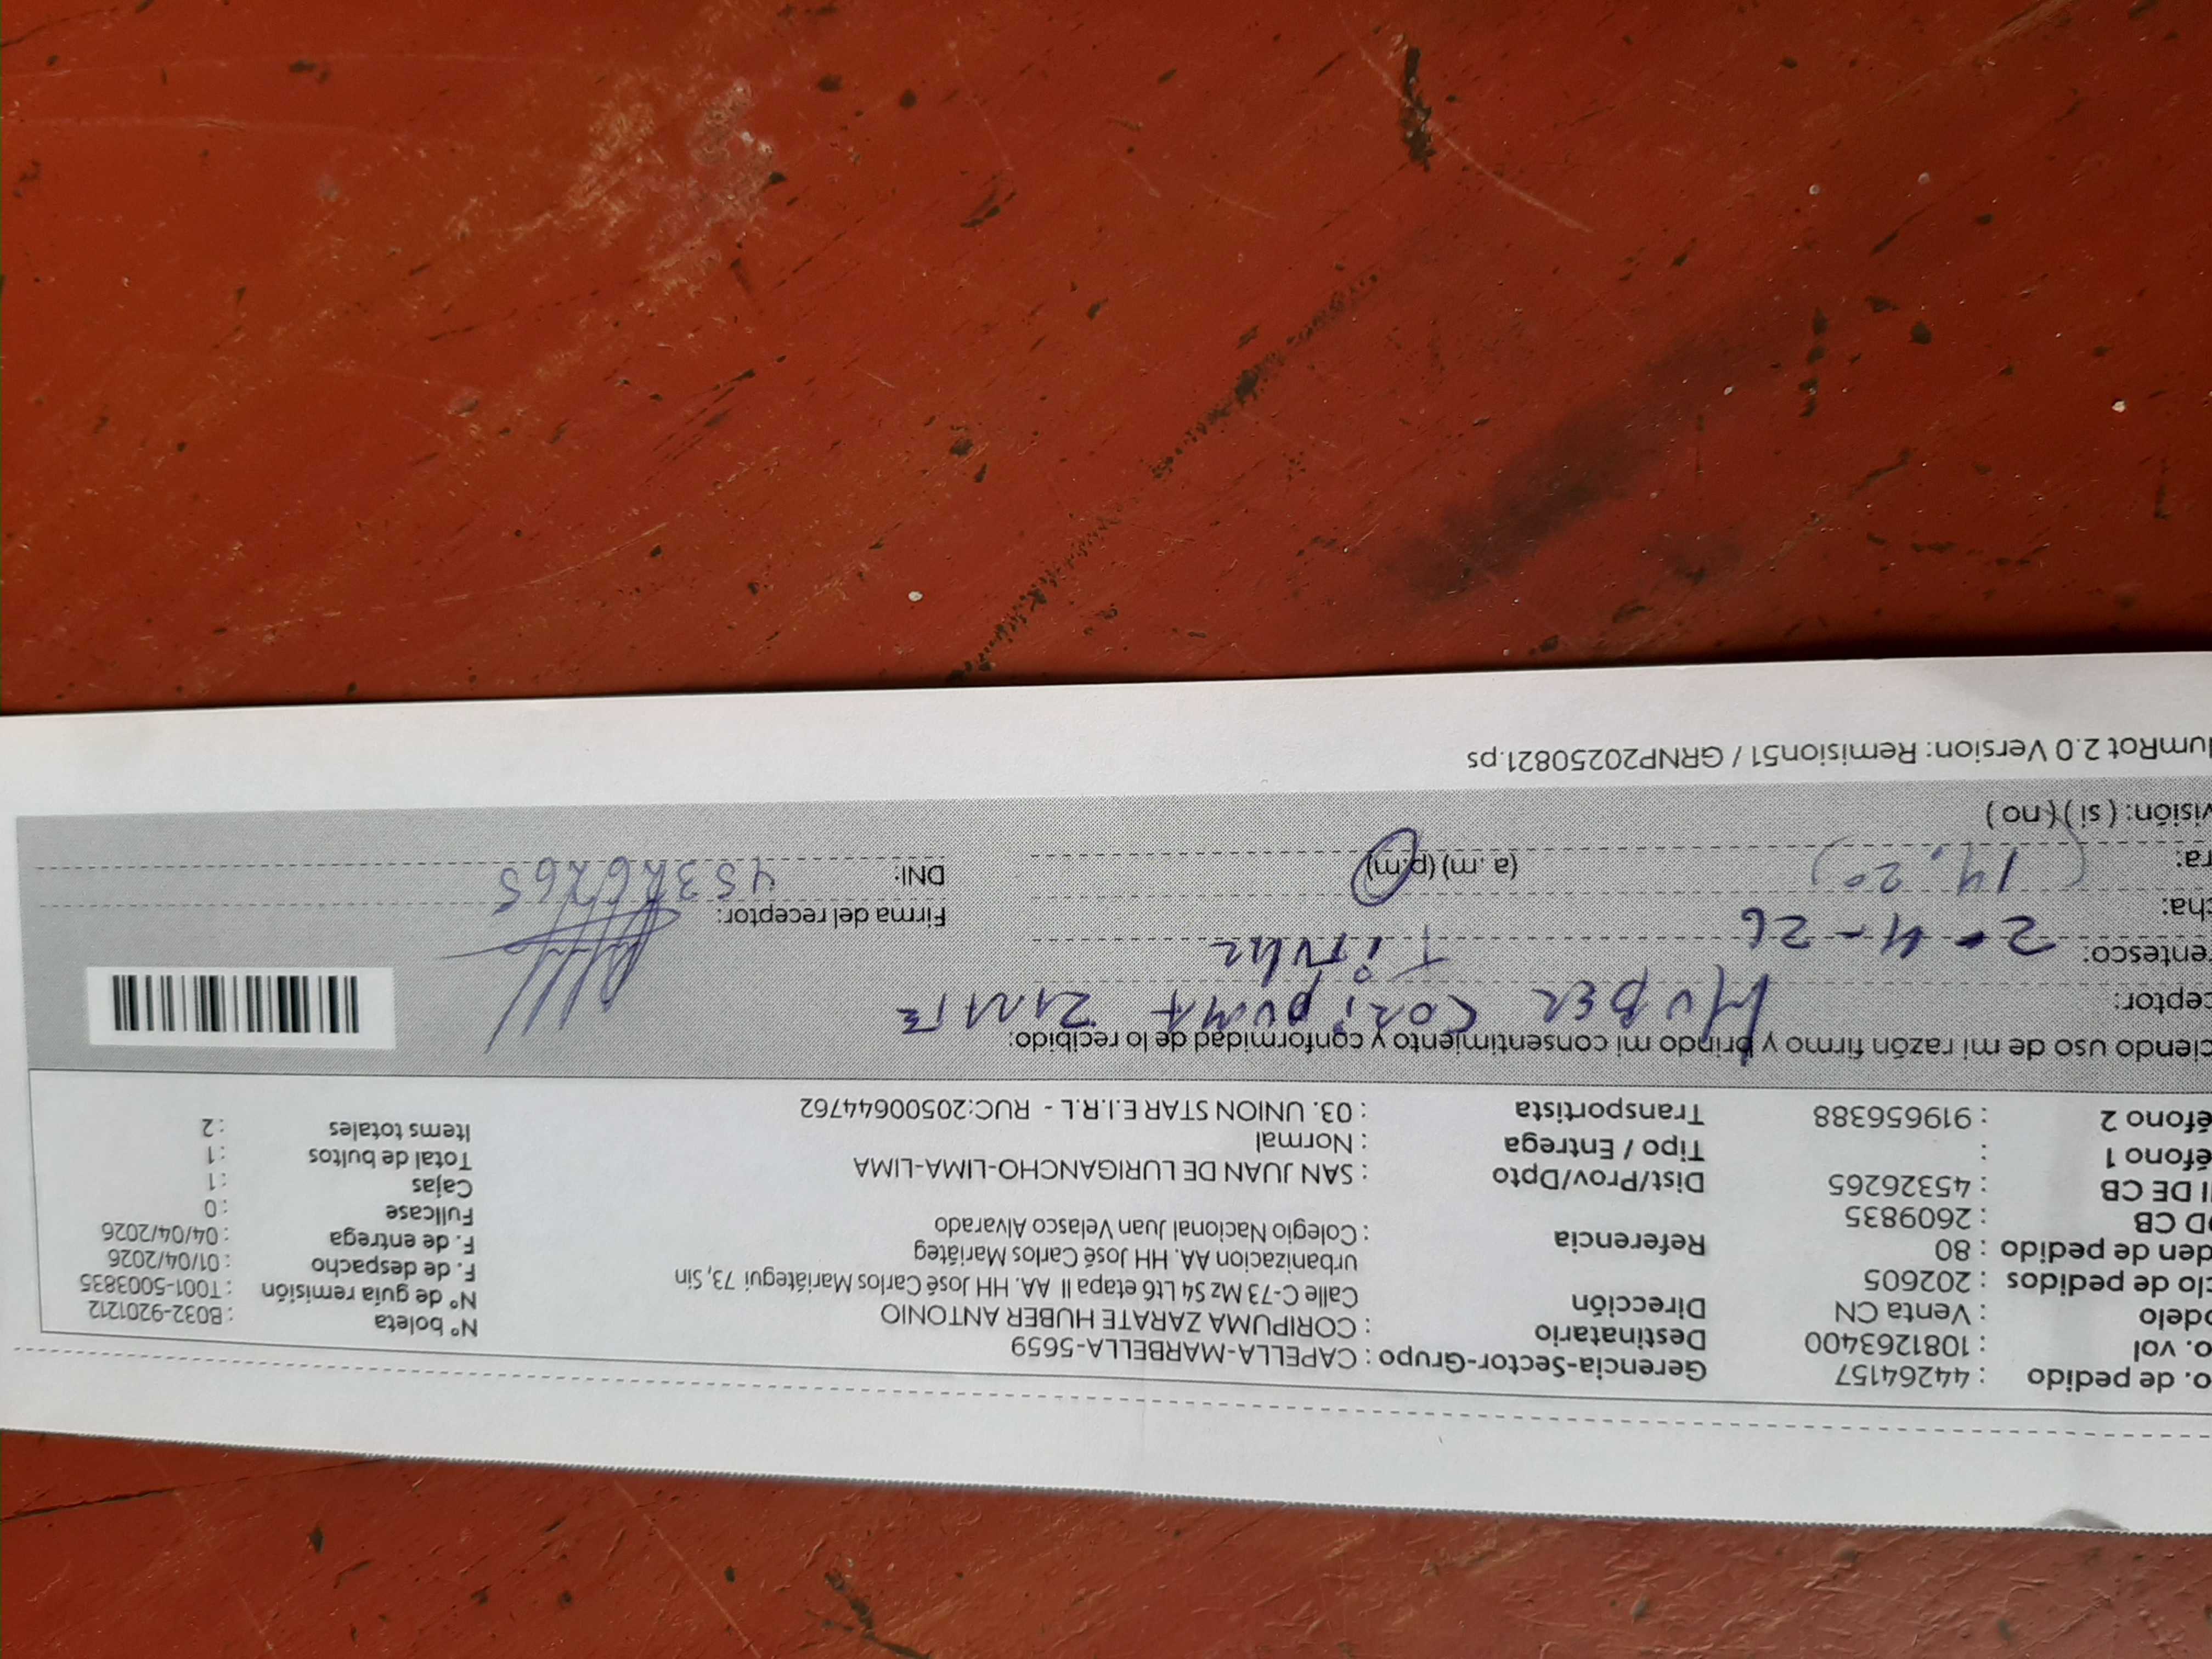 o. de pedido : 44264157 Gerencia-Sector-Grupo : CAPELLA-MARBELLA-5659
o. vol : 1081263400 Destinatario : CORIPUMA ZARATE HUBER ANTONIO Nº boleta : B032-9201212
odelo : Venta CN Dirección Calle C-73 Mz S4 Lt6 etapa II AA. HH José Carlos Mariátegui 73, Sin Nº de guía remisión : T001-5003835
clo de pedidos : 202605 urbanizacion AA. HH José Carlos Mariáteg F. de despacho : 01/04/2026
den de pedido : 80 Referencia : Colegio Nacional Juan Velasco Alvarado F. de entrega : 04/04/2026
OD CB : 2609835 Fullcase : 0
I DE CB : 45326265 Dist/Prov/Dpto : SAN JUAN DE LURIGANCHO-LIMA-LIMA Cajas : 1
éfono 1 : Tipo / Entrega : Normal Total de bultos : 1
éfono 2 : 919656388 Transportista : 03. UNION STAR E.I.R.L - RUC:20500644762 Items totales : 2
ciendo uso de mi razón firmo y brindo mi consentimiento y conformidad de lo recibido:
ceptor: HUBER CORiPUMA
entesco: TiTULAR
cha: 2-4-26 Firma del receptor:
ra: ( 14.20) (a. m) (p.m) DNI: 45326265
visión: ( si ) ( no )
umRot 2.0 Version: Remision51 / GRNP20250821.ps